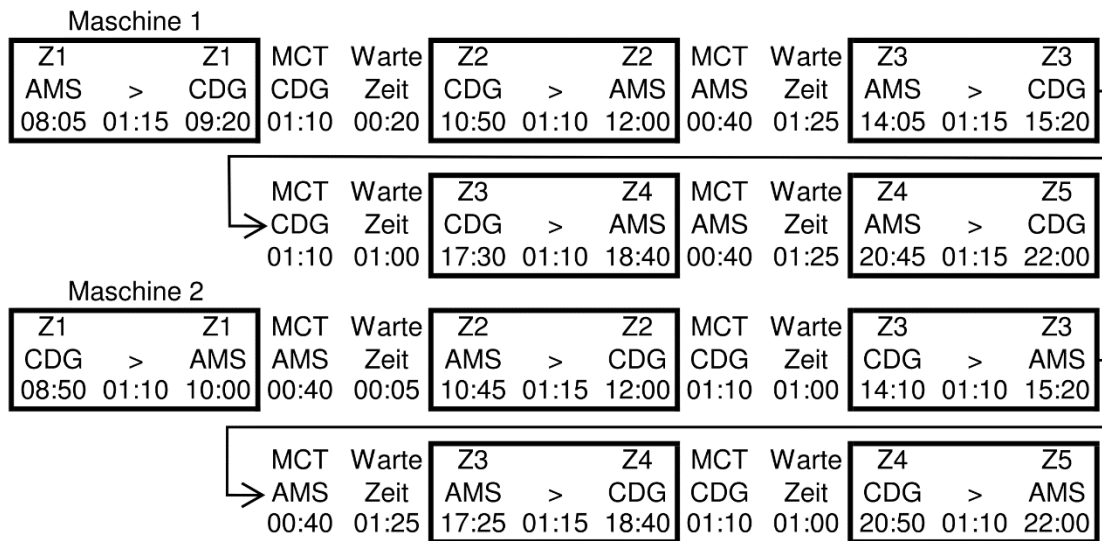 Maschine 1
Z1 Z1 MCT Warte Z2 Z2 MCT Warte Z3 Z3
AMS > CDG CDG Zeit CDG > AMS AMS Zeit AMS > CDG
08:05 01:15 09:20 01:10 00:20 10:50 01:10 12:00 00:40 01:25 14:05 01:15 15:20
MCT Warte Z3 Z4 MCT Warte Z4 Z5
CDG Zeit CDG > AMS AMS Zeit AMS > CDG
01:10 01:00 17:30 01:10 18:40 00:40 01:25 20:45 01:15 22:00
Maschine 2
Z1 Z1 MCT Warte Z2 Z2 MCT Warte Z3 Z3
CDG > AMS AMS Zeit AMS > CDG CDG Zeit CDG > AMS
08:50 01:10 10:00 00:40 00:05 10:45 01:15 12:00 01:10 01:00 14:10 01:10 15:20
MCT Warte Z3 Z4 MCT Warte Z4 Z5
AMS Zeit AMS > CDG CDG Zeit CDG > AMS
00:40 01:25 17:25 01:15 18:40 01:10 01:00 20:50 01:10 22:00